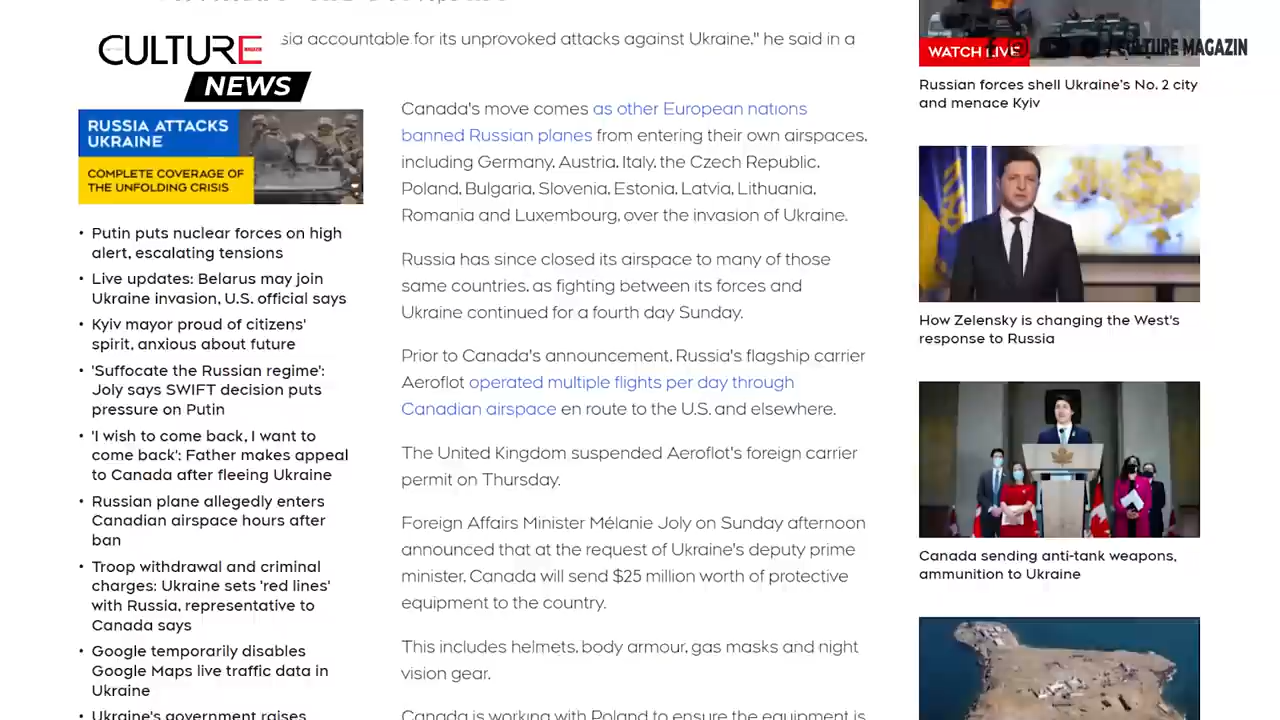 CULTURE
NEWS
RUSSIA ATTACKS
UKRAINE
COMPLETE COVERAGE OF
THE UNFOLDING CRISIS
• Putin puts nuclear forces on high
alert, escalating tensions
• Live updates: Belarus may join
Ukraine invasion, U.S. official says
• Kyiv mayor proud of citizens'
spirit, anxious about future
• 'Suffocate the Russian regime':
Joly says SWIFT decision puts
pressure on Putin
• 'I wish to come back, I want to
come back': Father makes appeal
to Canada after fleeing Ukraine
• Russian plane allegedly enters
Canadian airspace hours after
ban
• Troop withdrawal and criminal
charges: Ukraine sets 'red lines'
with Russia, representative to
Canada says
• Google temporarily disables
Google Maps live traffic data in
Ukraine
• Ukraine's government raises
sia accountable for its unprovoked attacks against Ukraine," he said in a
Canada's move comes as other European nations
banned Russian planes from entering their own airspaces,
including Germany, Austria, Italy, the Czech Republic,
Poland, Bulgaria, Slovenia, Estonia, Latvia, Lithuania,
Romania and Luxembourg, over the invasion of Ukraine.
Russia has since closed its airspace to many of those
same countries, as fighting between its forces and
Ukraine continued for a fourth day Sunday.
Prior to Canada's announcement, Russia's flagship carrier
Aeroflot operated multiple flights per day through
Canadian airspace en route to the U.S. and elsewhere.
The United Kingdom suspended Aeroflot's foreign carrier
permit on Thursday.
Foreign Affairs Minister Mélanie Joly on Sunday afternoon
announced that at the request of Ukraine's deputy prime
minister, Canada will send $25 million worth of protective
equipment to the country.
This includes helmets, body armour, gas masks and night
vision gear.
Canada is working with Poland to ensure the equipment is
WATCH LIVE
CULTURE MAGAZIN
Russian forces shell Ukraine's No. 2 city
and menace Kyiv
How Zelensky is changing the West's
response to Russia
Canada sending anti-tank weapons,
ammunition to Ukraine